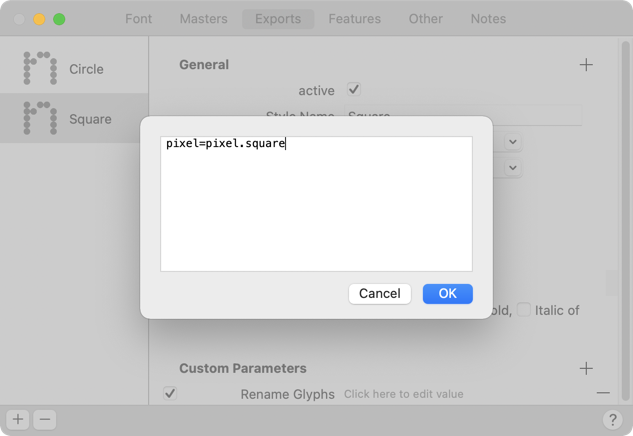 Font Masters Exports Features Other Notes
Circle
Square
General
active
Style Name Square
pixel=pixel.square
Cancel OK
Italic of
Custom Parameters
Rename Glyphs Click here to edit value
?